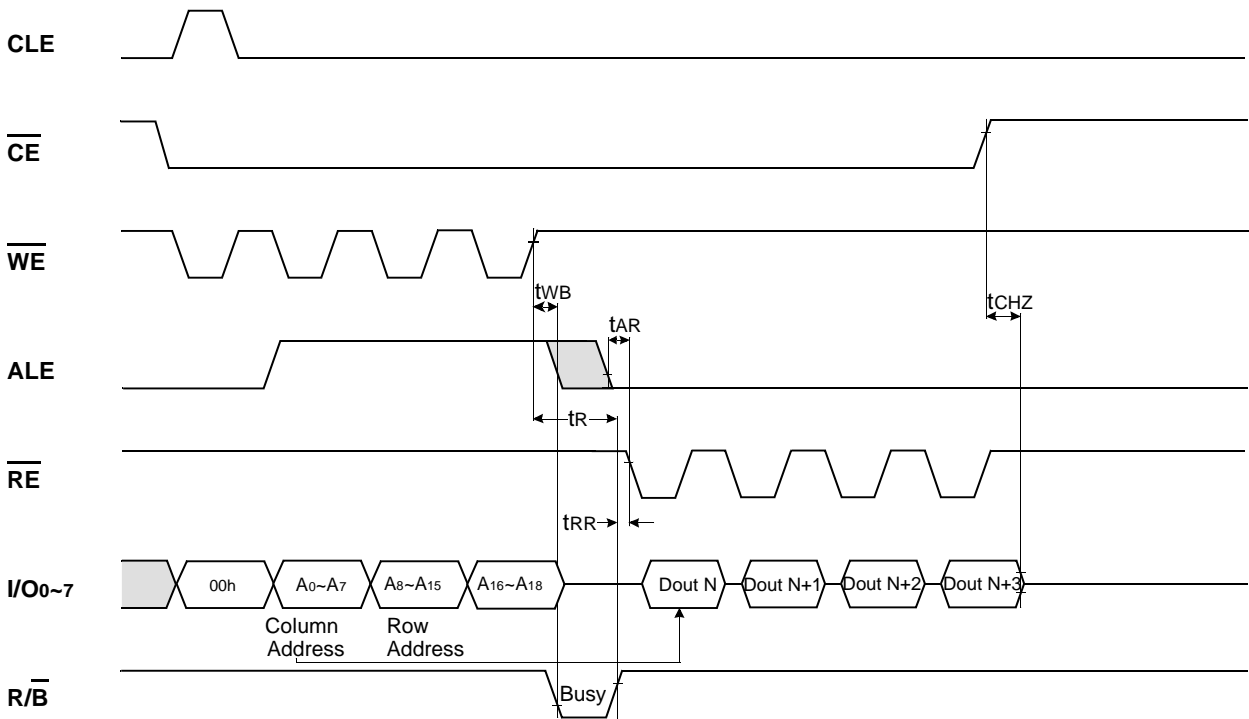 CLE
CE
WE
tWB
tCHZ
tAR
ALE
tR
RE
tRR
I/O0~7
00h
A0~A7
A8~A15
A16~A18
Dout N
Dout N+1
Dout N+2
Dout N+3
Column
Address
Row
Address
R/B
Busy